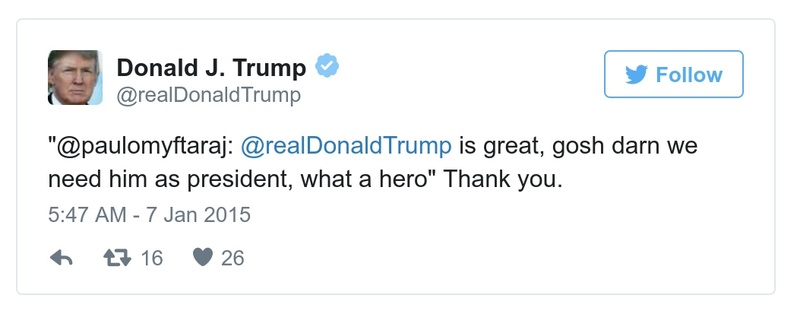 Donald J. Trump
@realDonaldTrump
Follow
"@paulomyftaraj: @realDonaldTrump is great, gosh darn we
need him as president, what a hero" Thank you.
5:47 AM - 7 Jan 2015
16 26